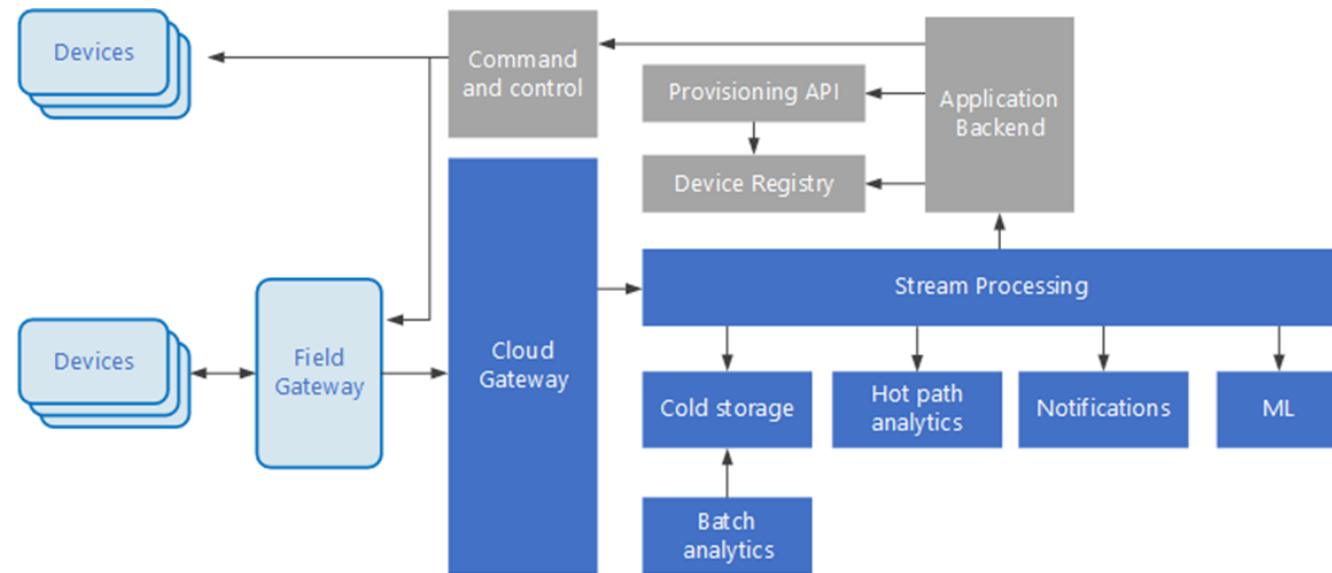 Devices
Command
and control
Provisioning API
Application
Backend
Device Registry
Stream Processing
Devices
Field
Gateway
Cloud
Gateway
Cold storage
Hot path
analytics
Notifications
ML
Batch
analytics